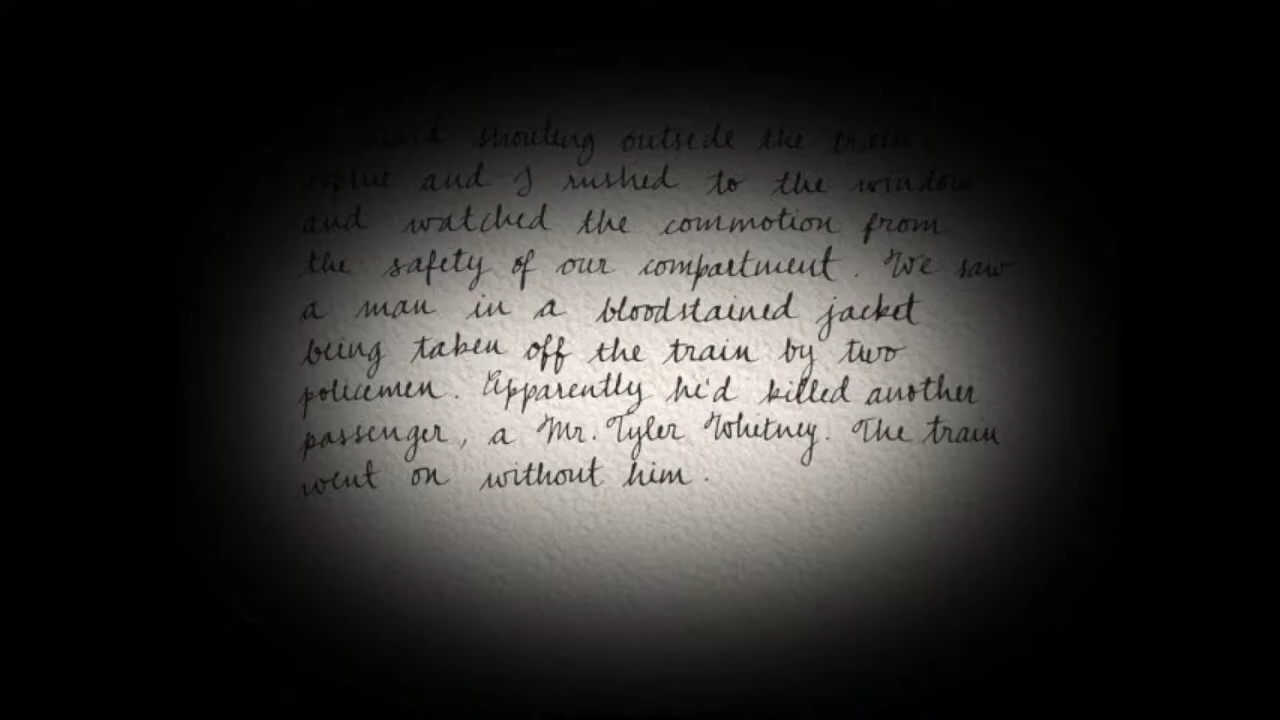 heard shouting outside the train.
Sophie and I rushed to the window
and watched the commotion from
the safety of our compartment. We saw
a man in a bloodstained jacket
being taken off the train by two
policemen. Apparently he'd killed another
passenger, a Mr. Tyler Whitney. The train
went on without him.